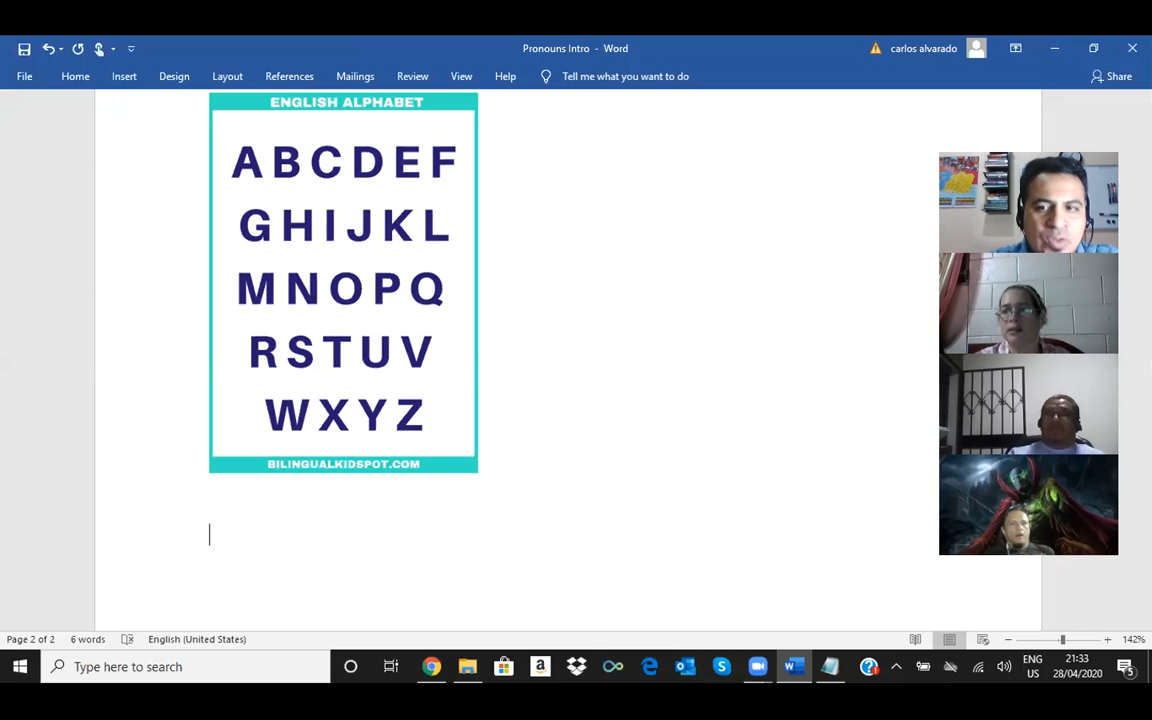 Pronouns Intro - Word
carlos alvarado
File Home Insert Design Layout References Mailings Review View Help Tell me what you want to do Share
ENGLISH ALPHABET
A B C D E F
G H I J K L
M N O P Q
R S T U V
W X Y Z
BILINGUALKIDSPOT.COM
Page 2 of 2 6 words English (United States) 142%
Type here to search
ENG 21:33
US 28/04/2020 5